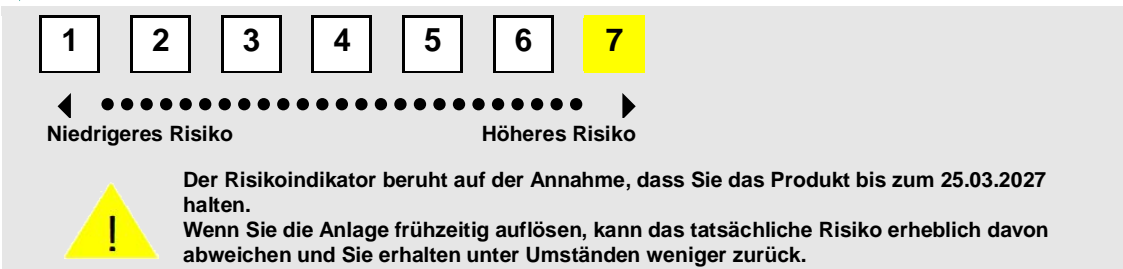 1 2 3 4 5 6 7
Niedrigeres Risiko Höheres Risiko
Der Risikoindikator beruht auf der Annahme, dass Sie das Produkt bis zum 25.03.2027
halten.
! Wenn Sie die Anlage frühzeitig auflösen, kann das tatsächliche Risiko erheblich davon
abweichen und Sie erhalten unter Umständen weniger zurück.